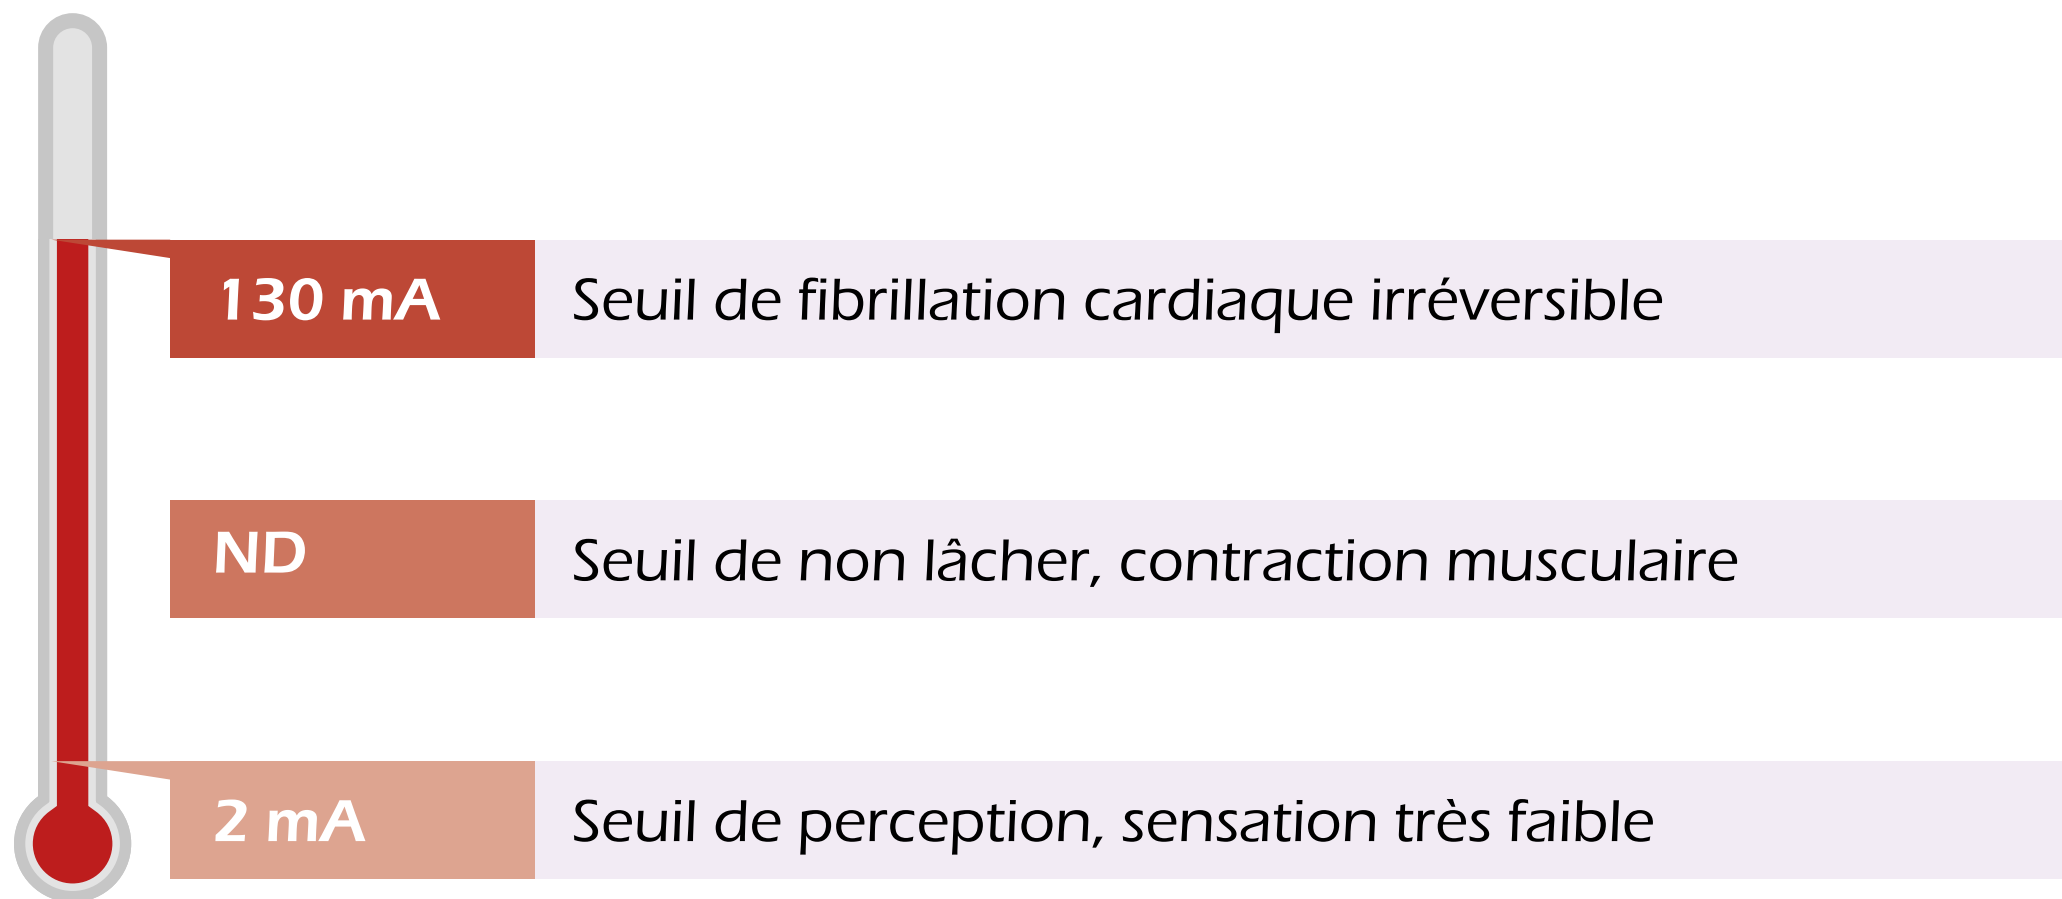 130 mA Seuil de fibrillation cardiaque irréversible
ND Seuil de non lâcher, contraction musculaire
2 mA Seuil de perception, sensation très faible